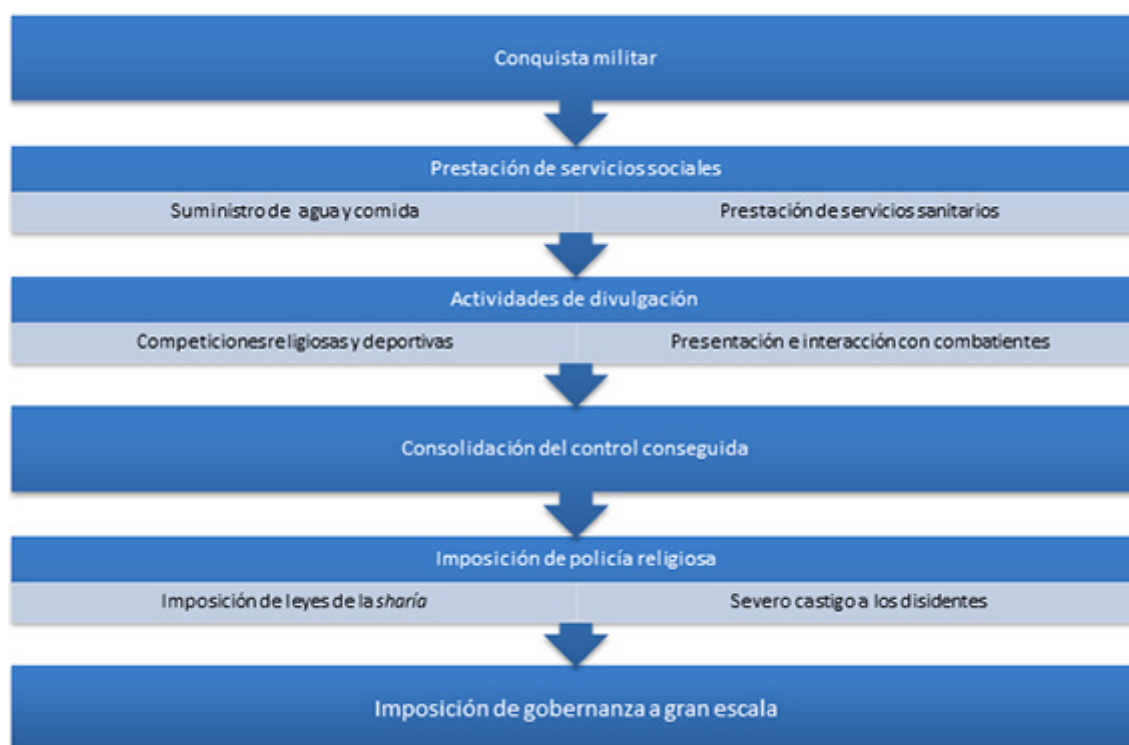 Conquista militar
Prestación de servicios sociales
Suministro de agua y comida
Prestación de servicios sanitarios
Actividades de divulgación
Competiciones religiosas y deportivas
Presentación e interacción con combatientes
Consolidación del control conseguida
Imposición de policía religiosa
Imposición de leyes de la sharía
Severo castigo a los disidentes
Imposición de gobernanza a gran escala